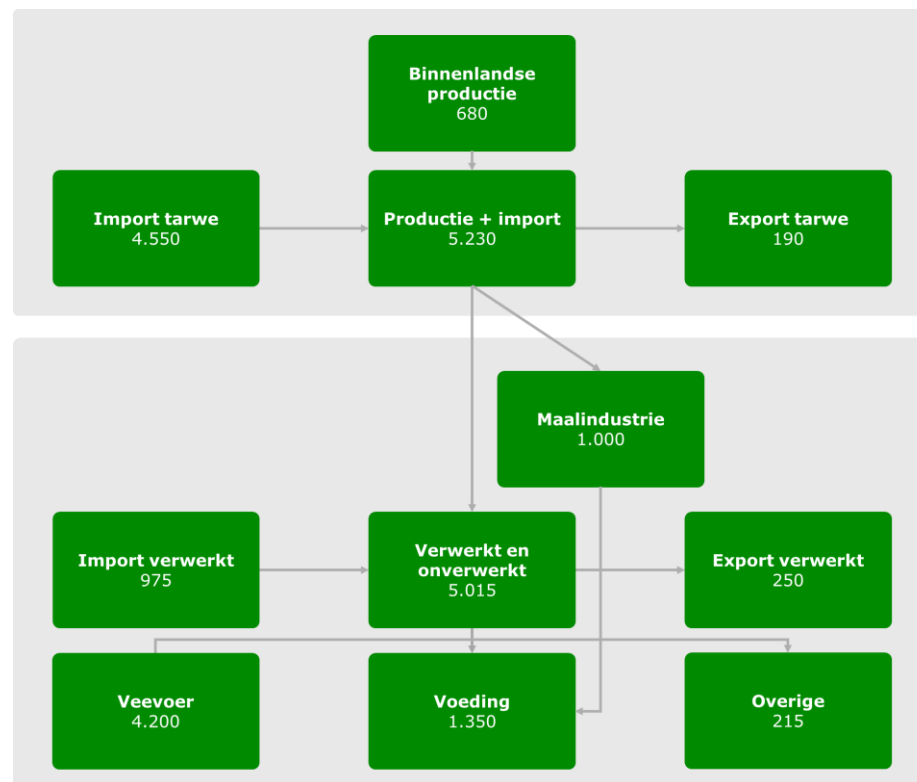 Binnenlandse
productie
680
Import tarwe
4.550
Productie + import
5.230
Export tarwe
190
Maalindustrie
1.000
Import verwerkt
975
Verwerkt en
onverwerkt
5.015
Export verwerkt
250
Veevoer
4.200
Voeding
1.350
Overige
215